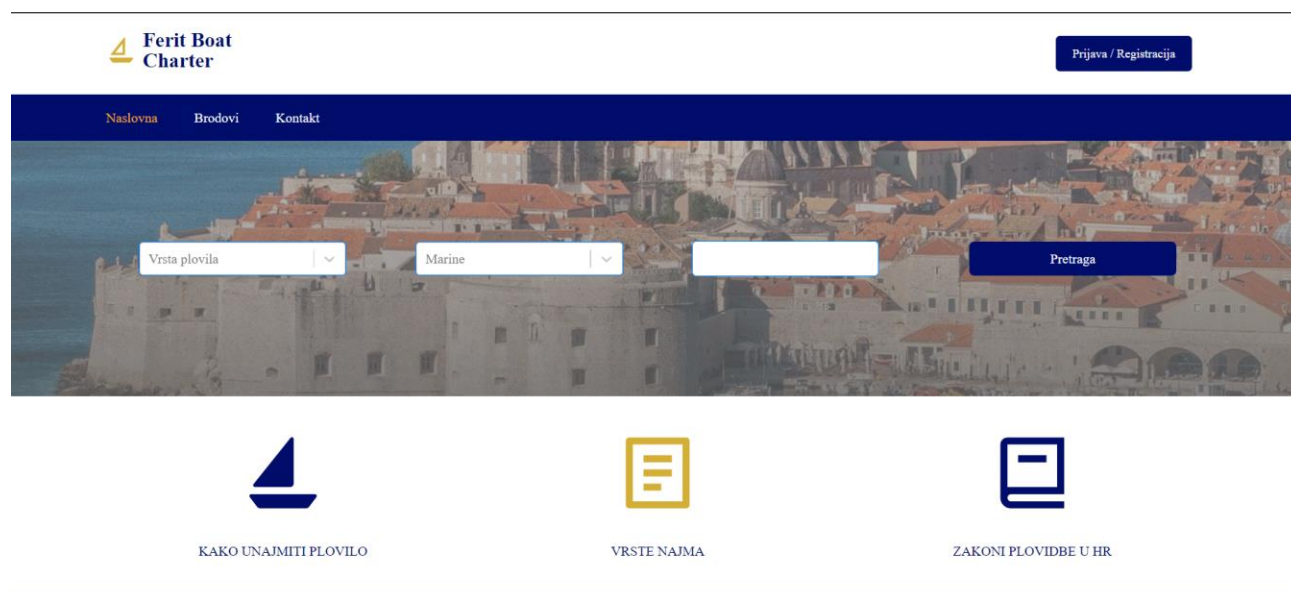 Ferit Boat
Charter
Prijava / Registracija
Naslovna Brodovi Kontakt
Vrsta plovila Marine Pretraga
KAKO UNAJMITI PLOVILO VRSTE NAJMA ZAKONI PLOVIDBE U HR